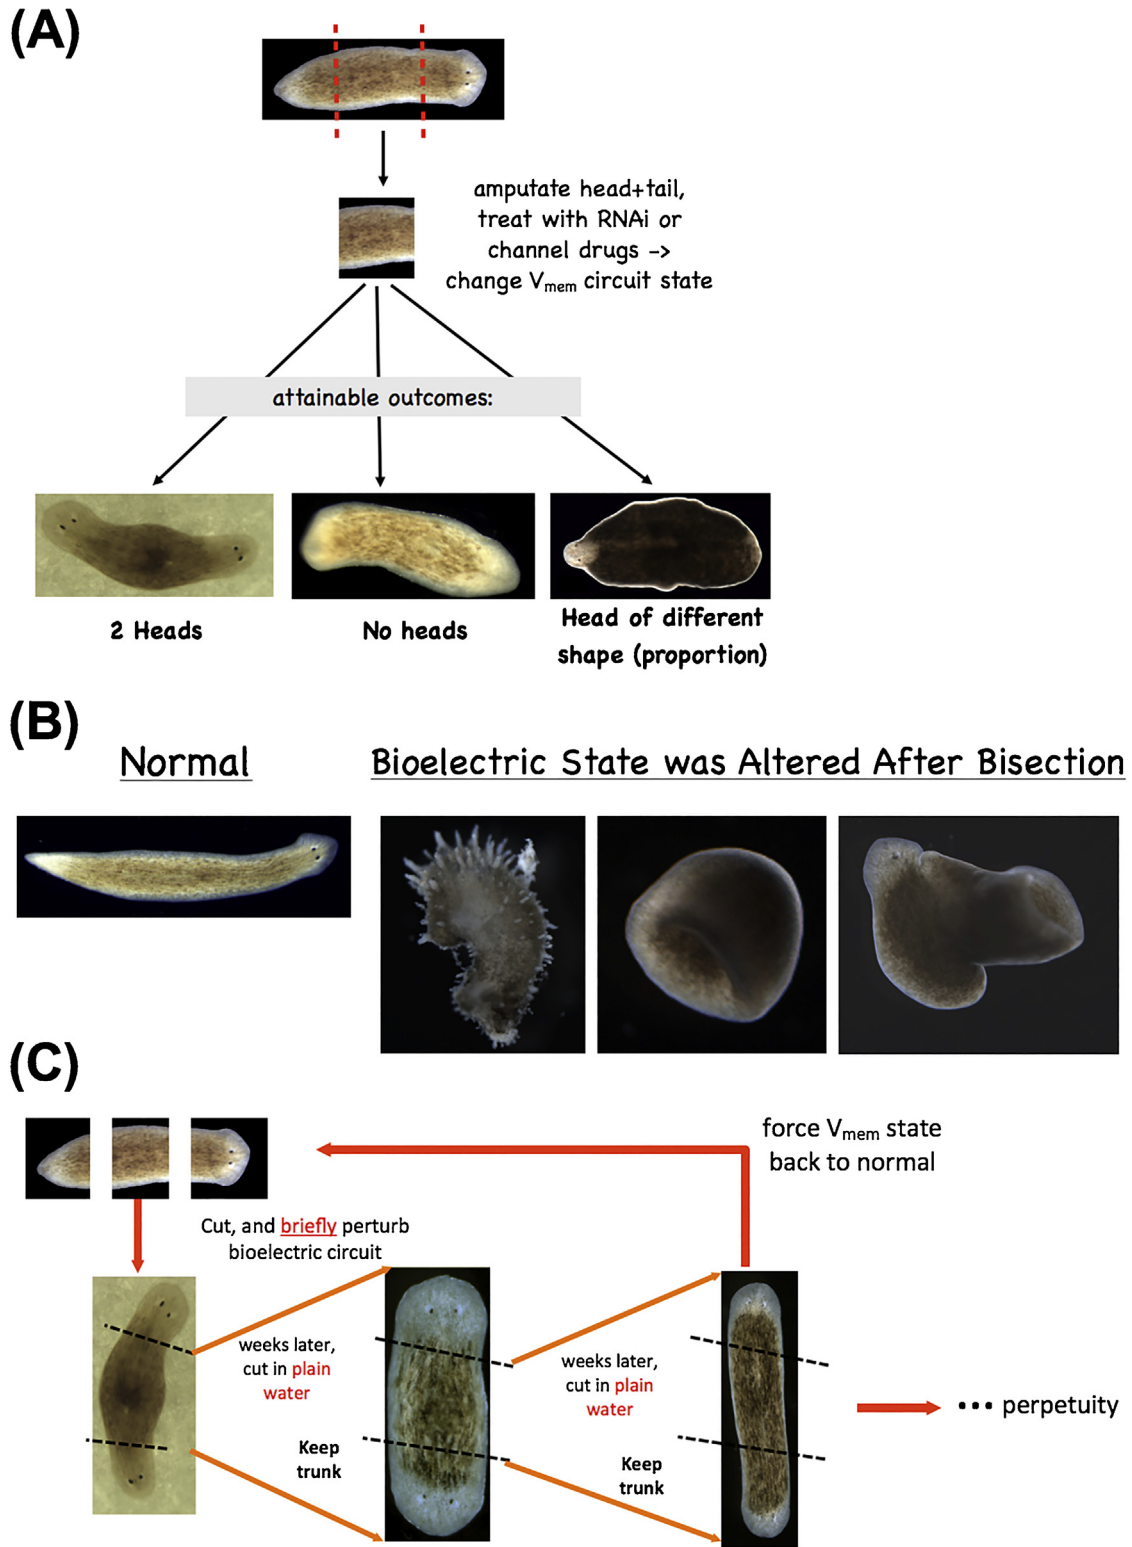 (A)
amputate head+tail,
treat with RNAi or
channel drugs ->
change Vmem circuit state
attainable outcomes:
2 Heads
No heads
Head of different
shape (proportion)
(B)
Normal
Bioelectric State was Altered After Bisection
(C)
force Vmem state
back to normal
Cut, and briefly perturb
bioelectric circuit
weeks later,
cut in plain
water
Keep
trunk
weeks later,
cut in plain
water
Keep
trunk
••• perpetuity